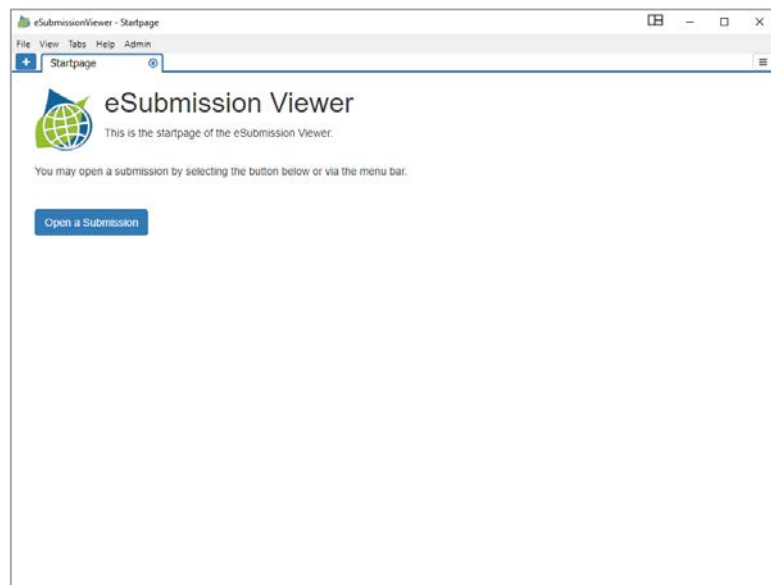 eSubmissionViewer - Startpage
File View Tabs Help Admin
Startpage
eSubmission Viewer
This is the startpage of the eSubmission Viewer.
You may open a submission by selecting the button below or via the menu bar.
Open a Submission